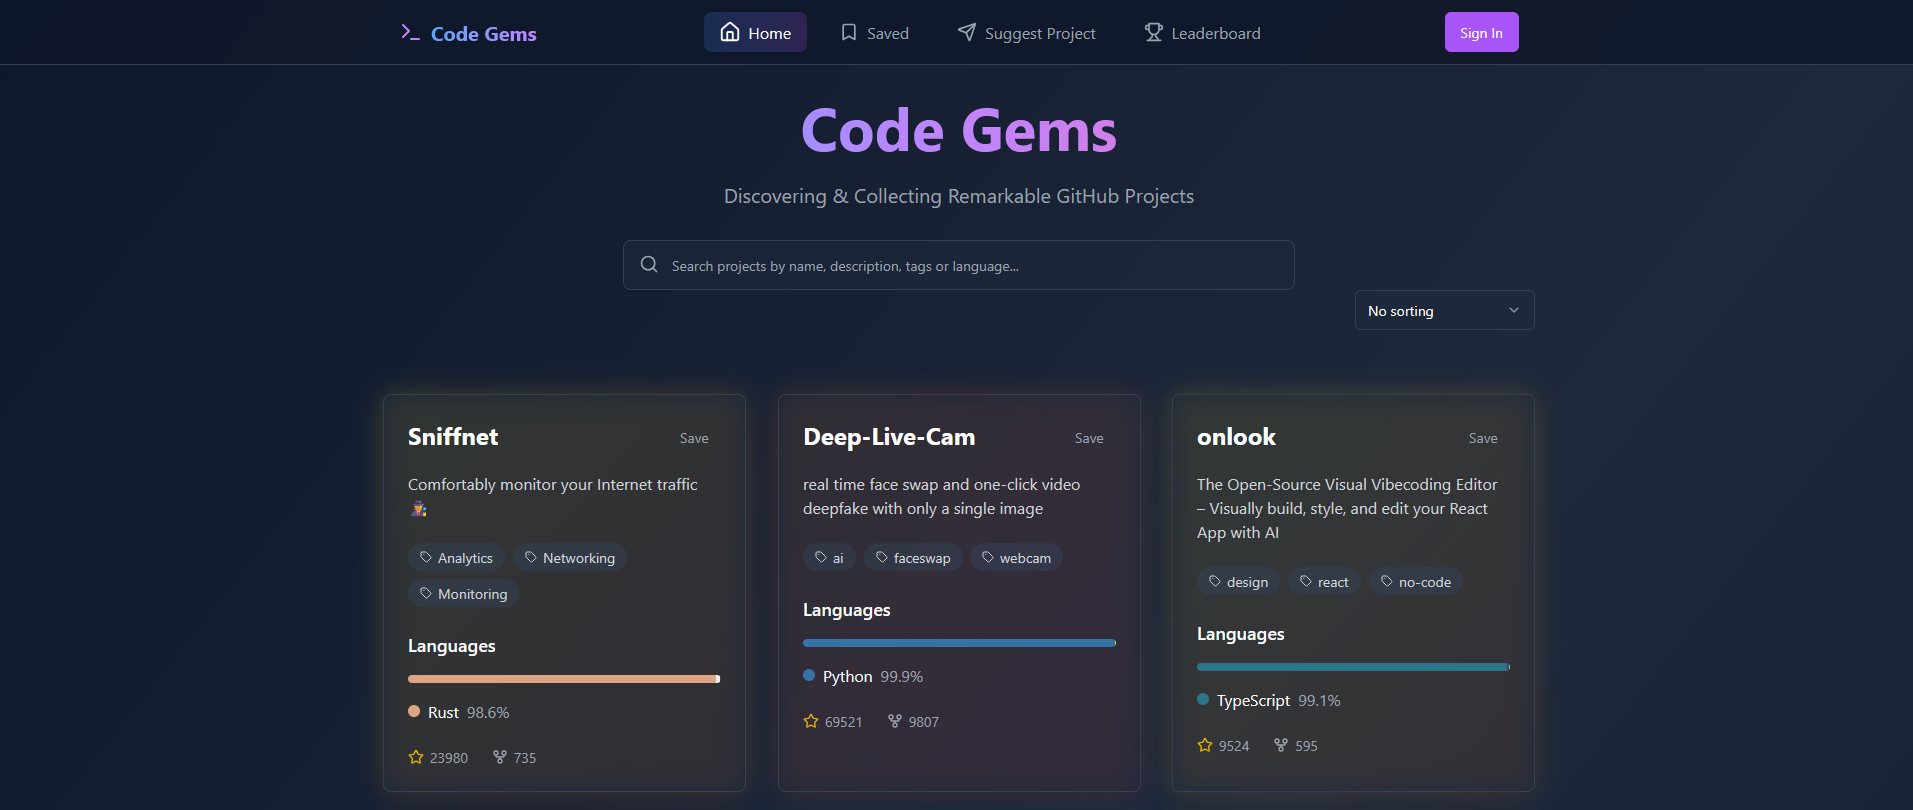 Code Gems
Home
Saved
Suggest Project
Leaderboard
Sign In
Code Gems
Discovering & Collecting Remarkable GitHub Projects
Search projects by name, description, tags or language...
No sorting
Sniffnet
Save
Comfortably monitor your Internet traffic
Analytics
Networking
Monitoring
Languages
Rust 98.6%
23980
735
Deep-Live-Cam
Save
real time face swap and one-click video
deepfake with only a single image
ai
faceswap
webcam
Languages
Python 99.9%
69521
9807
onlook
Save
The Open-Source Visual Vibecoding Editor
– Visually build, style, and edit your React
App with AI
design
react
no-code
Languages
TypeScript 99.1%
9524
595